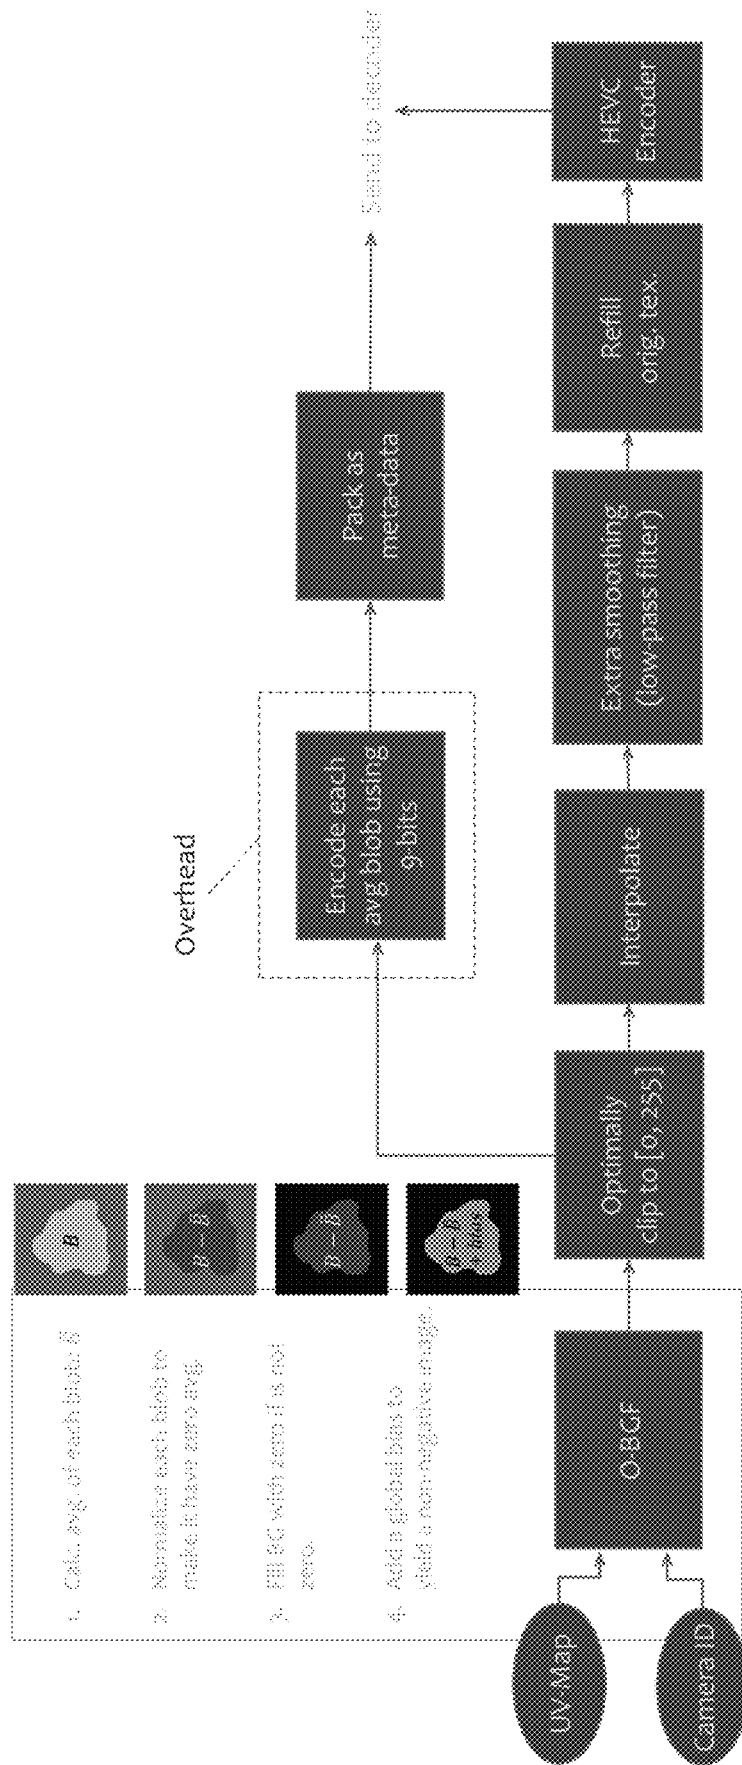 1. Calc. avg. of each blob: B̄
2. Normalize each blob to
make it have zero avg.
3. Fill BG with zero if is not
zero.
4. Add a global bias to
yield a non-negative image.
B
B − B̄
B − B̄
B − B̄
+ bias
Overhead
Encode each
avg blob using
9-bits
Pack as
meta-data
Send to decoder
UV-Map
Camera ID
O-BGF
Optimally
clip to [0, 255]
Interpolate
Extra smoothing
(low-pass filter)
Refill
orig. tex.
HEVC
Encoder